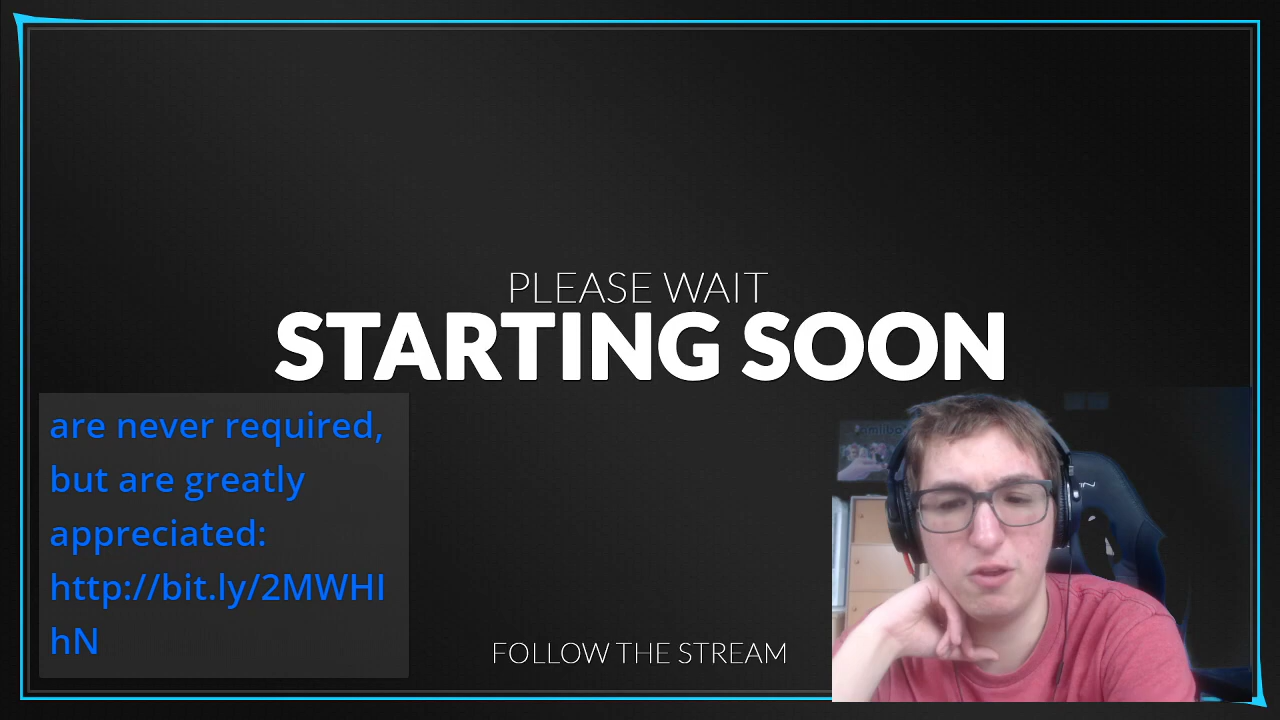 PLEASE WAIT
STARTING SOON
are never required,
but are greatly
appreciated:
http://bit.ly/2MWHI
hN
FOLLOW THE STREAM